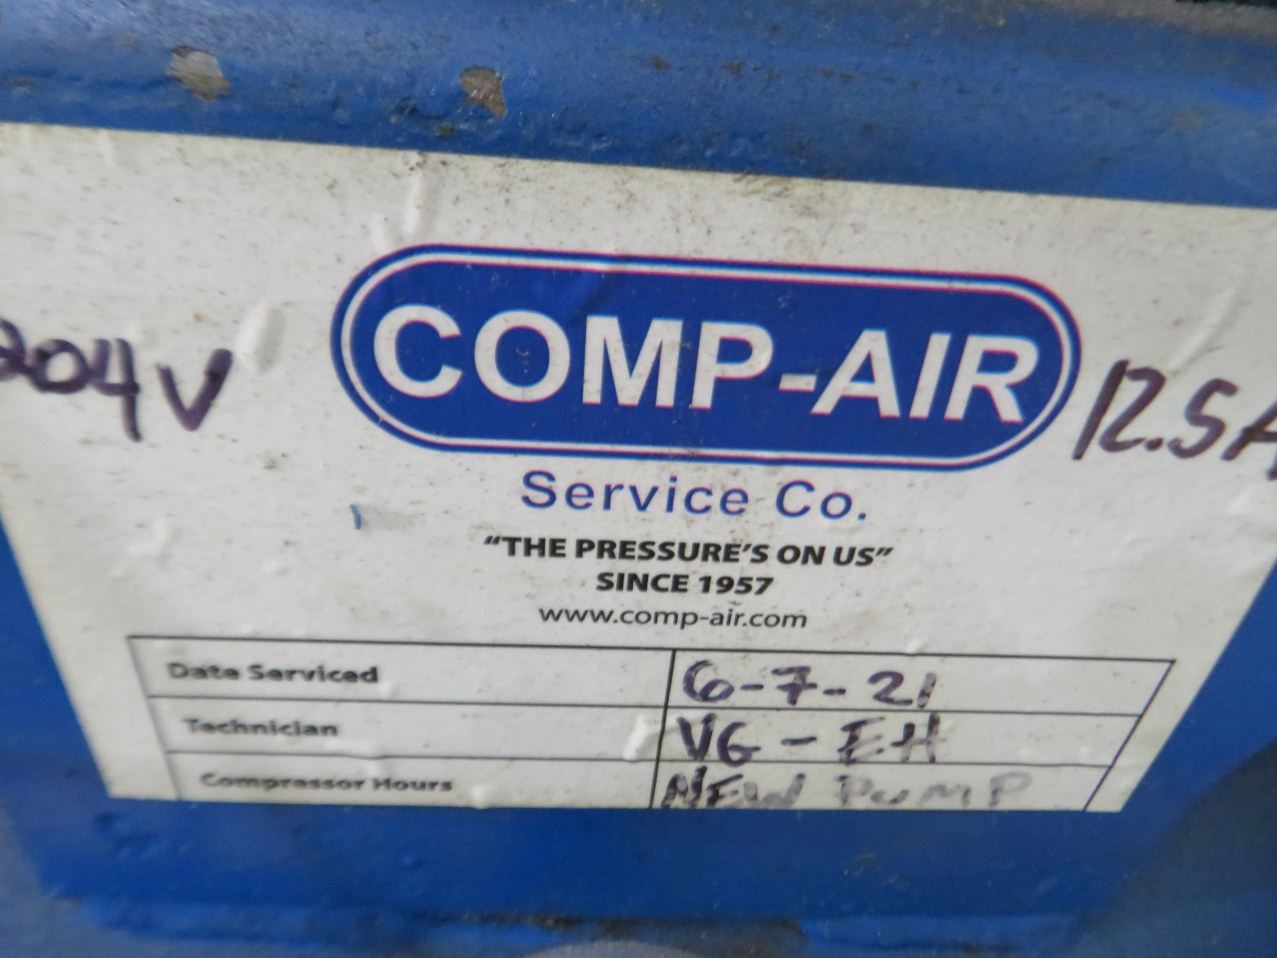 204V
COMP-AIR
12.5A
Service Co.
"THE PRESSURE'S ON US"
SINCE 1957
www.comp-air.com
Date Serviced 6-7-21
Technician VG-EH
Compressor Hours NEW PUMP